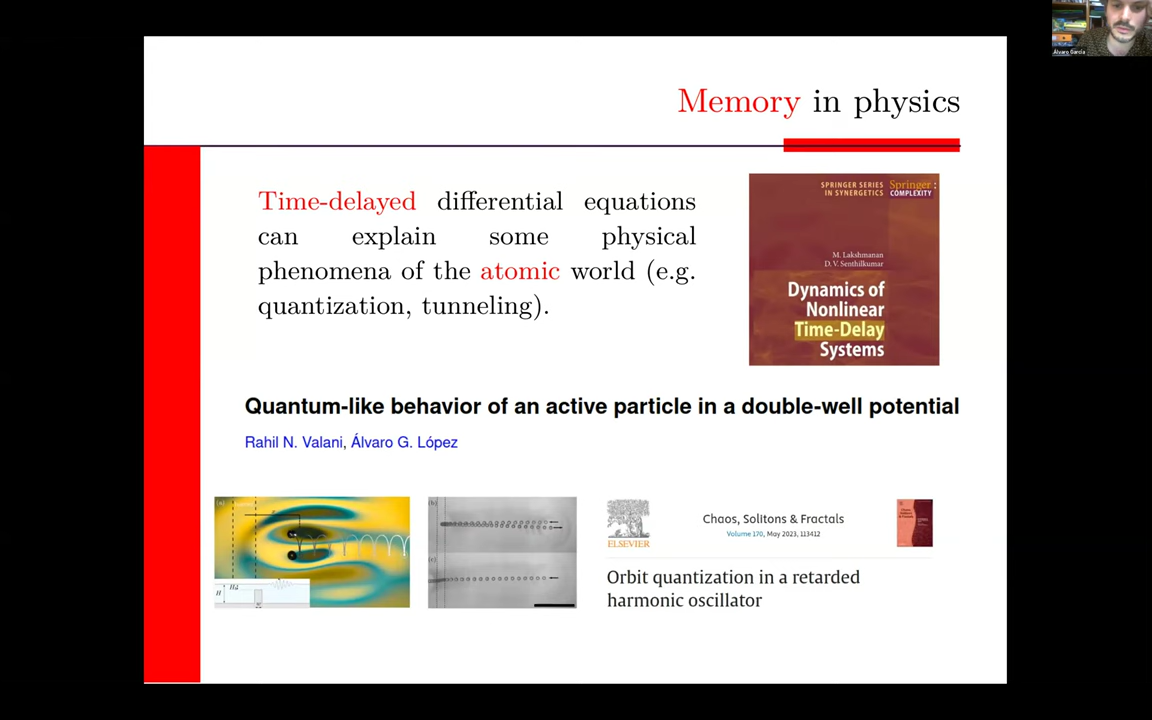 Álvaro García
Memory in physics
Time-delayed differential equations
can explain some physical
phenomena of the atomic world (e.g.
quantization, tunneling).
SPRINGER SERIES
IN SYNERGETICS
Springer
COMPLEXITY
M. Lakshmanan
D. V. Senthilkumar
Dynamics of
Nonlinear
Time-Delay
Systems
Quantum-like behavior of an active particle in a double-well potential
Rahil N. Valani, Álvaro G. López
(b)
(c)
H
ELSEVIER
Chaos, Solitons & Fractals
Volume 170, May 2023, 113412
Orbit quantization in a retarded
harmonic oscillator